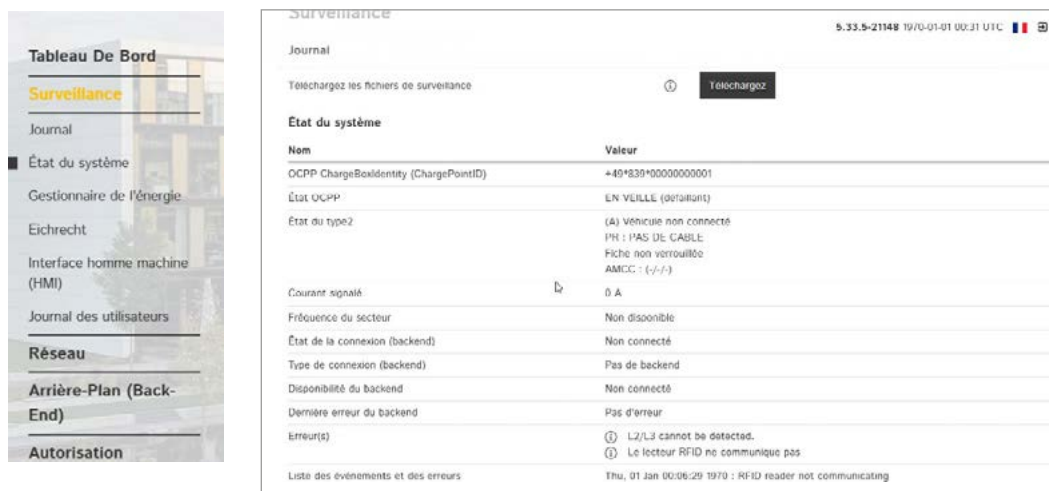 Tableau De Bord
Surveillance
Journal
État du système
Gestionnaire de l'énergie
Eichrecht
Interface homme machine
(HMI)
Journal des utilisateurs
Réseau
Arrière-Plan (Back-
End)
Autorisation
Surveillance
5.33.5-21148 1970-01-01 00:31 UTC
Journal
Téléchargez les fichiers de surveillance Téléchargez
État du système
Nom Valeur
OCPP ChargeBoxIdentity (ChargePointID) +49*839*00000000001
État OCPP EN VEILLE (défaillant)
État du type2 (A) Véhicule non connecté
PR : PAS DE CABLE
Fiche non verrouillée
AMCC : (-/-/-)
Courant signalé 0 A
Fréquence du secteur Non disponible
État de la connexion (backend) Non connecté
Type de connexion (backend) Pas de backend
Disponibilité du backend Non connecté
Dernière erreur du backend Pas d'erreur
Erreur(s) L2/L3 cannot be detected.
Le lecteur RFID ne communique pas
Liste des événements et des erreurs Thu, 01 Jan 00:06:29 1970 : RFID reader not communicating